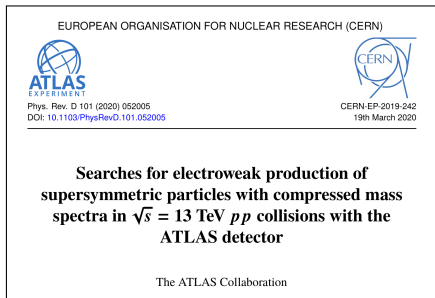 EUROPEAN ORGANISATION FOR NUCLEAR RESEARCH (CERN)
ATLAS
EXPERIMENT
CERN
Phys. Rev. D 101 (2020) 052005
DOI: 10.1103/PhysRevD.101.052005
CERN-EP-2019-242
19th March 2020
Searches for electroweak production of
supersymmetric particles with compressed mass
spectra in √s = 13 TeV pp collisions with the
ATLAS detector
The ATLAS Collaboration